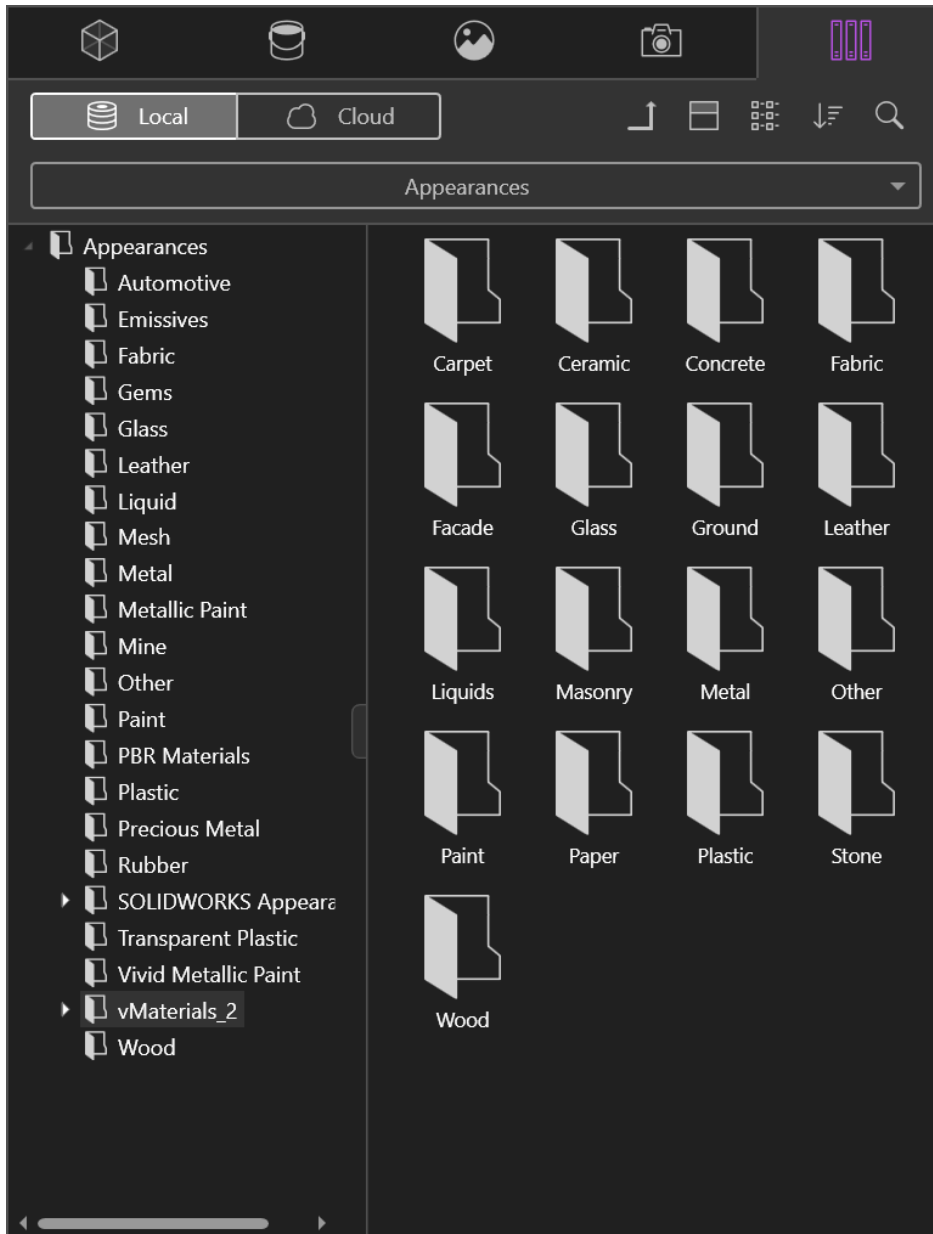 Local
Cloud
Appearances
Appearances
Automotive
Emissives
Fabric
Gems
Glass
Leather
Liquid
Mesh
Metal
Metallic Paint
Mine
Other
Paint
PBR Materials
Plastic
Precious Metal
Rubber
SOLIDWORKS Appeara
Transparent Plastic
Vivid Metallic Paint
vMaterials_2
Wood
Carpet Ceramic Concrete Fabric
Facade Glass Ground Leather
Liquids Masonry Metal Other
Paint Paper Plastic Stone
Wood